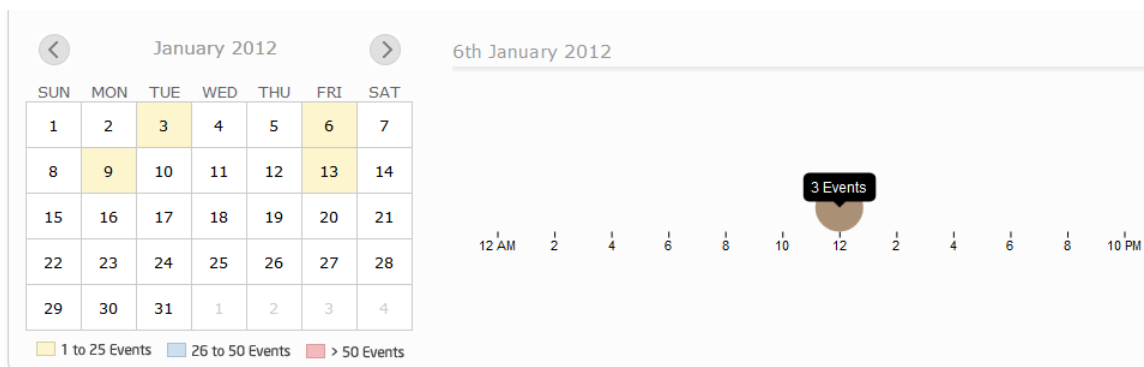 January 2012
SUN MON TUE WED THU FRI SAT
1 2 3 4 5 6 7
8 9 10 11 12 13 14
15 16 17 18 19 20 21
22 23 24 25 26 27 28
29 30 31 1 2 3 4
1 to 25 Events 26 to 50 Events > 50 Events
6th January 2012
3 Events
12 AM 2 4 6 8 10 12 2 4 6 8 10 PM